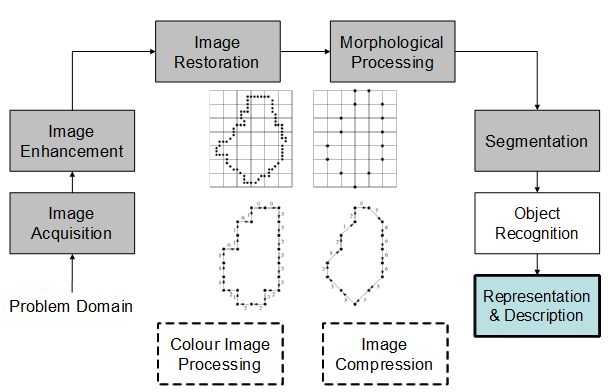 Image
Restoration
Morphological
Processing
Image
Enhancement
Segmentation
Image
Acquisition
Object
Recognition
Problem Domain
Representation
& Description
Colour Image
Processing
Image
Compression